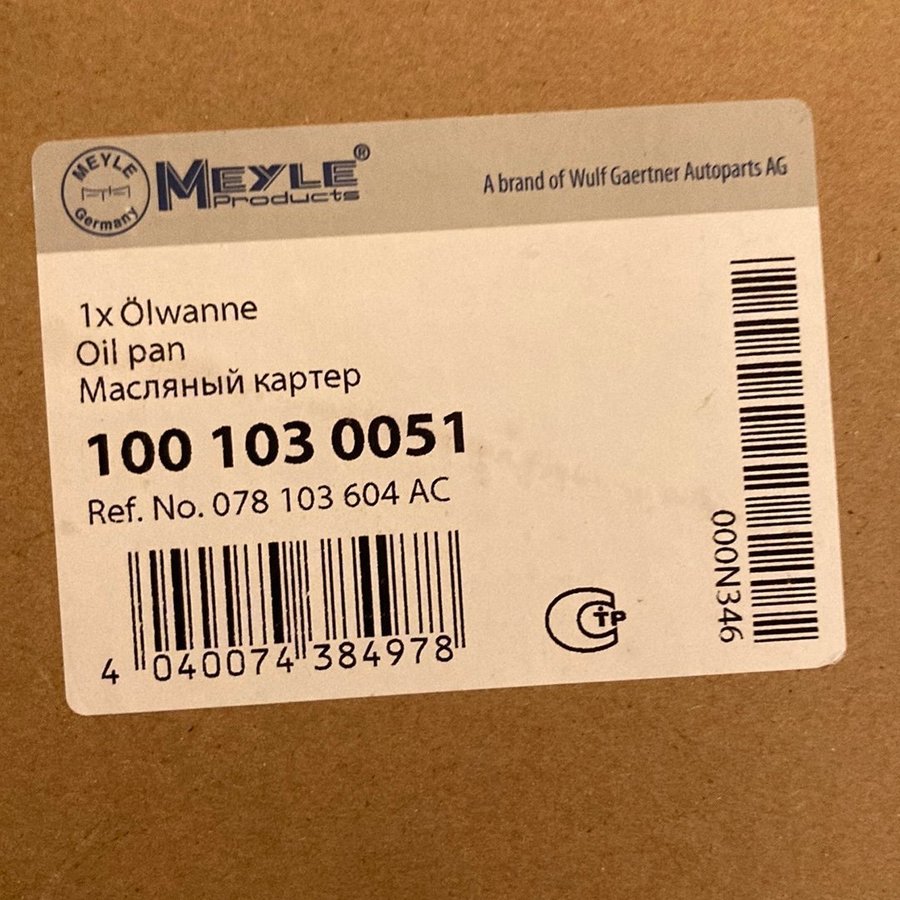 MEYLE
Germany
MEYLE®
Products
A brand of Wulf Gaertner Autoparts AG
1x Ölwanne
Oil pan
Масляный картер
100 103 0051
Ref. No. 078 103 604 AC
4 040074 384978
000N346
CTP